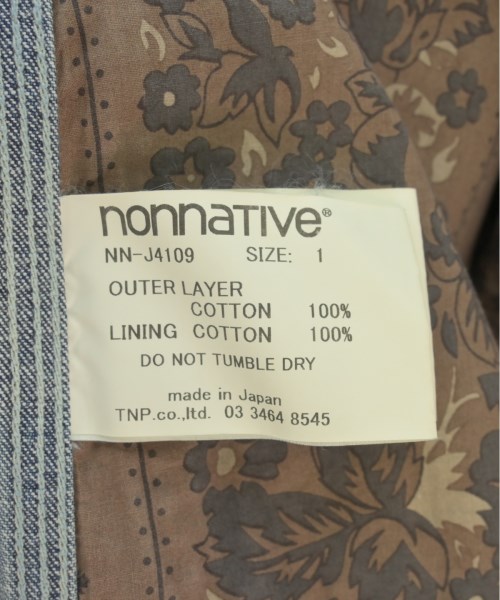 nonnative®
NN-J4109 SIZE: 1
OUTER LAYER
COTTON 100%
LINING COTTON 100%
DO NOT TUMBLE DRY
made in Japan
TNP.co.,ltd. 03 3464 8545